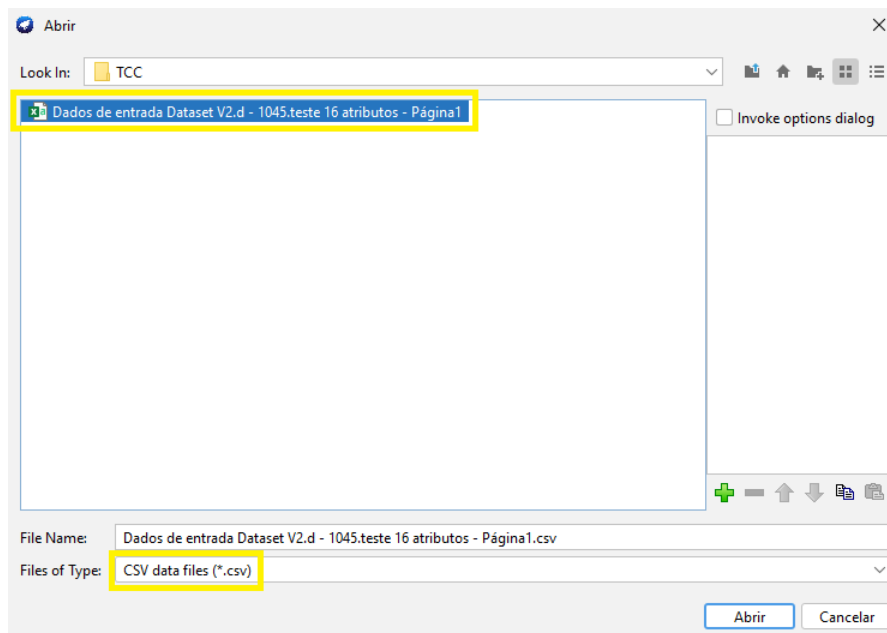 Abrir
Look In: TCC
Dados de entrada Dataset V2.d - 1045.teste 16 atributos - Página1
Invoke options dialog
File Name: Dados de entrada Dataset V2.d - 1045.teste 16 atributos - Página1.csv
Files of Type: CSV data files (*.csv)
Abrir Cancelar